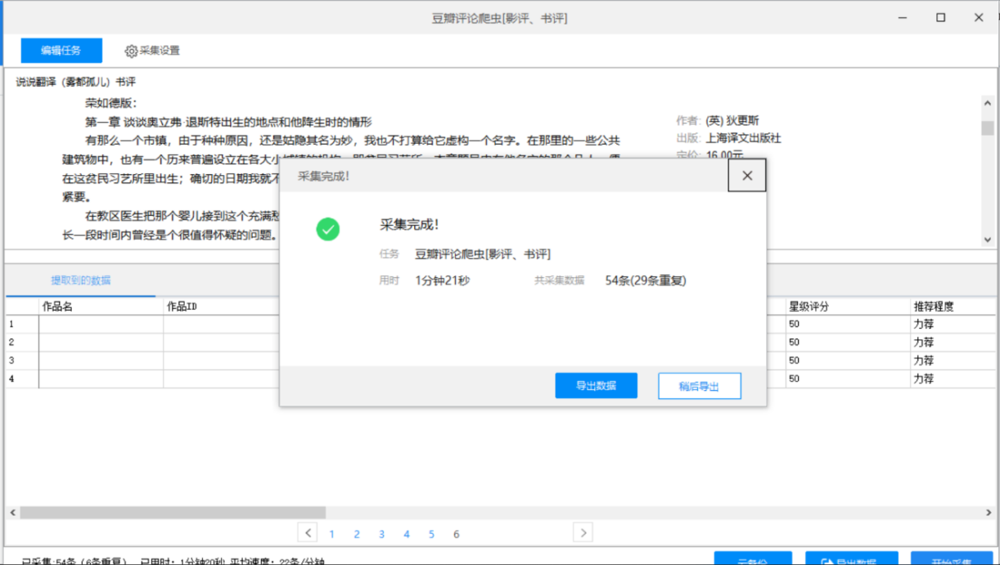 豆瓣评论爬虫[影评、书评]
编辑任务
采集设置
说说翻译（雾都孤儿）书评
荣如德版：
第一章 谈谈奥立弗·退斯特出生的地点和他降生时的情形
有那么一个市镇，由于种种原因，还是姑隐其名为妙，我也不打算给它虚构一个名字。在那里的一些公共
建筑物中，也有一个历来普遍设立在各大小
在这贫民习艺所里出生；确切的日期我就不
紧要。
在教区医生把那个婴儿接到这个充满愁
长一段时间内曾经是个很值得怀疑的问题。
作者: (英) 狄更斯
出版: 上海译文出版社
定价: 16.00元
采集完成!
采集完成!
任务 豆瓣评论爬虫[影评、书评]
用时 1分钟21秒 共采集数据 54条(29条重复)
导出数据
稍后导出
提取到的数据
作品名 作品ID 星级评分 推荐程度
1 50 力荐
2 50 力荐
3 50 力荐
4 50 力荐
1 2 3 4 5 6
已采集:54条（6条重复） 已用时：1分钟20秒 平均速度：22条/分钟
云备份
导出数据
开始采集